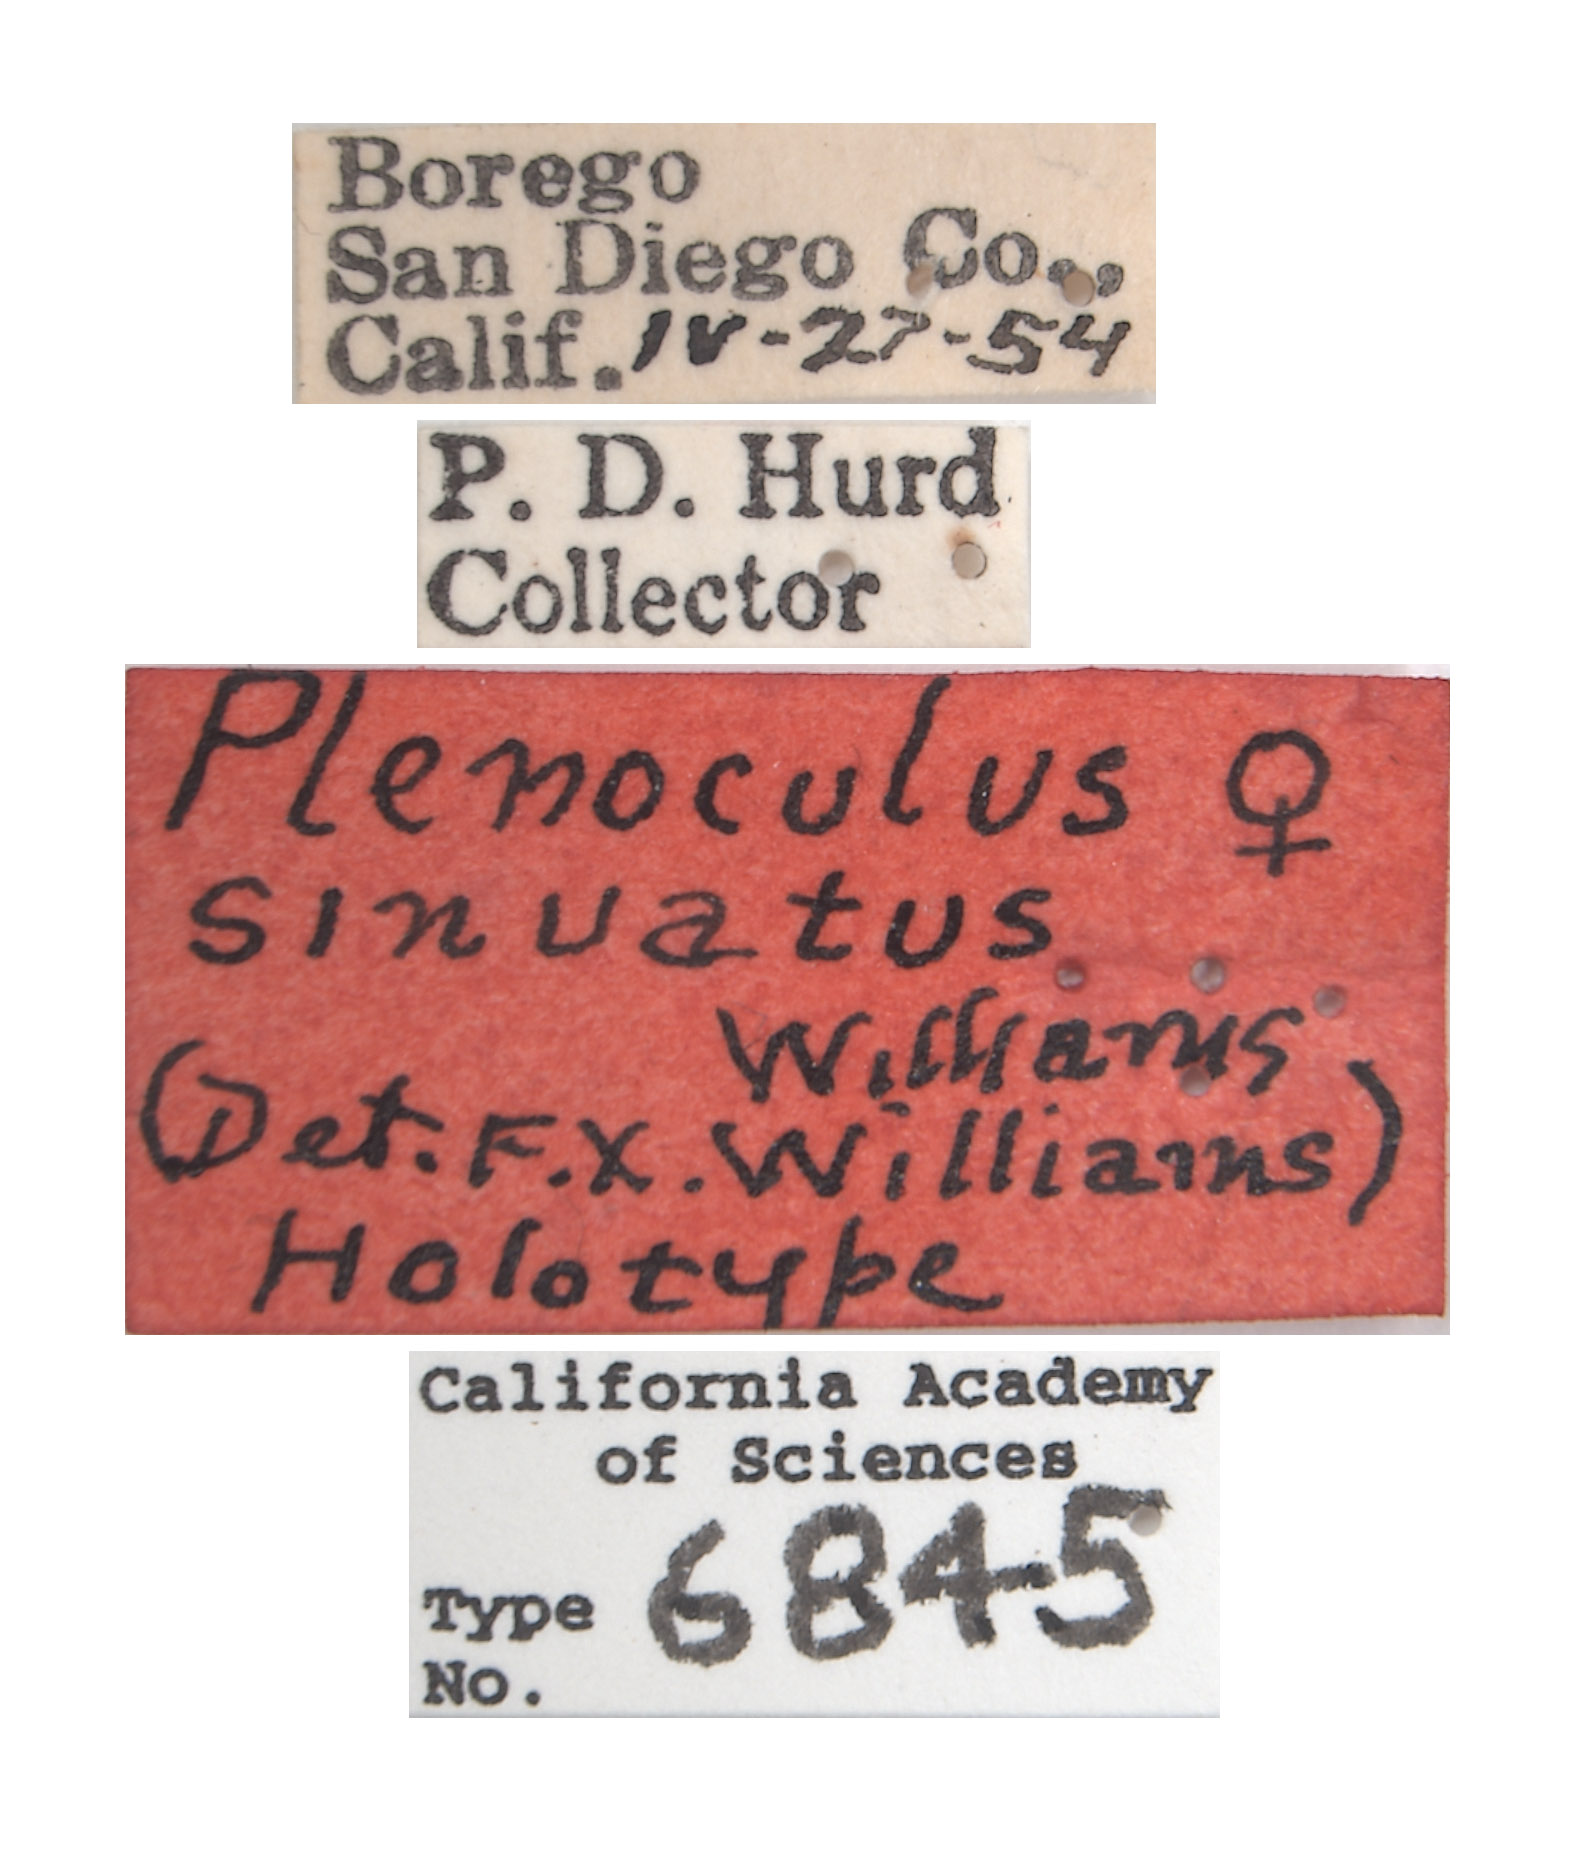 Borego
San Diego Co.,
Calif. IV-27-54
P. D. Hurd
Collector
Plenoculus ♀
sinuatus
Williams
(Det. F.X. Williams)
Holotype
California Academy
of Sciences
Type 6845
No.